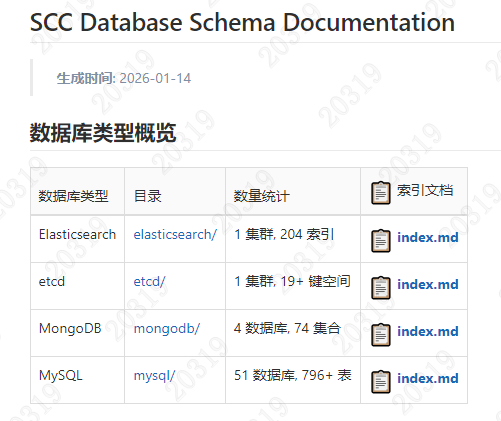 SCC Database Schema Documentation
生成时间: 2026-01-14
数据库类型概览
数据库类型 目录 数量统计 📋 索引文档
Elasticsearch elasticsearch/ 1 集群, 204 索引 📋 index.md
etcd etcd/ 1 集群, 19+ 键空间 📋 index.md
MongoDB mongodb/ 4 数据库, 74 集合 📋 index.md
MySQL mysql/ 51 数据库, 796+ 表 📋 index.md
20319